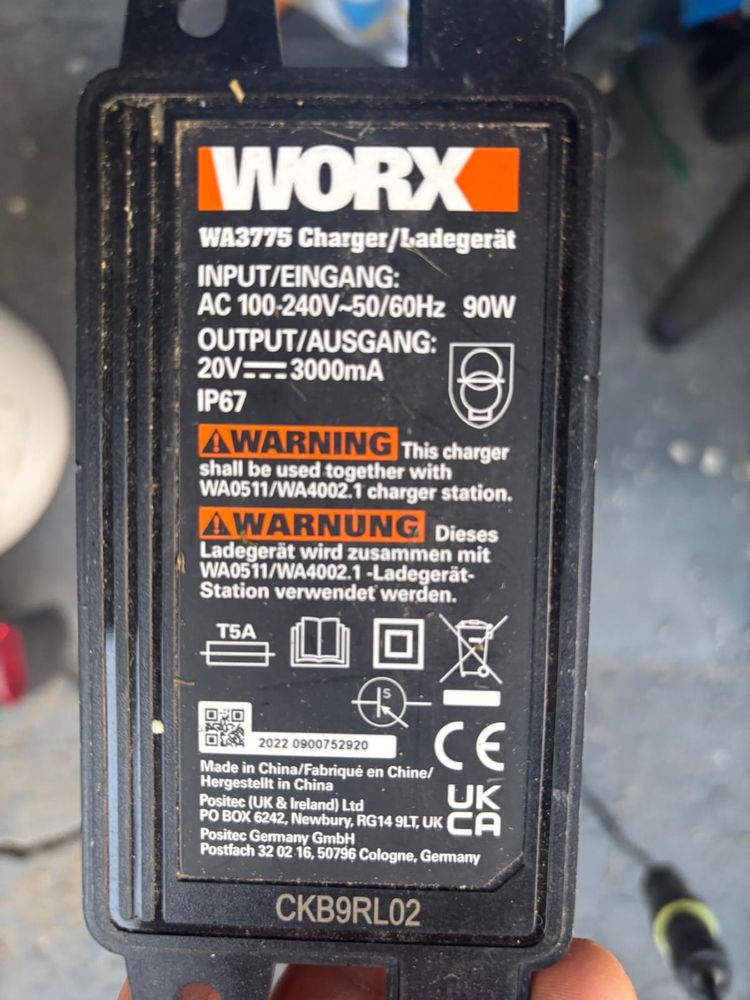 WORX
WA3775 Charger/Ladegerät
INPUT/EINGANG:
AC 100-240V~50/60Hz 90W
OUTPUT/AUSGANG:
20V⎓3000mA
IP67
WARNING This charger
shall be used together with
WA0511/WA4002.1 charger station.
WARNUNG Dieses
Ladegerät wird zusammen mit
WA0511/WA4002.1 -Ladegerät-
Station verwendet werden.
T5A
S
2022 0900752920
CE
Made in China/Fabriqué en Chine/
Hergestellt in China
Positec (UK & Ireland) Ltd
PO BOX 6242, Newbury, RG14 9LT, UK
UK
CA
Positec Germany GmbH
Postfach 32 02 16, 50796 Cologne, Germany
CKB9RL02